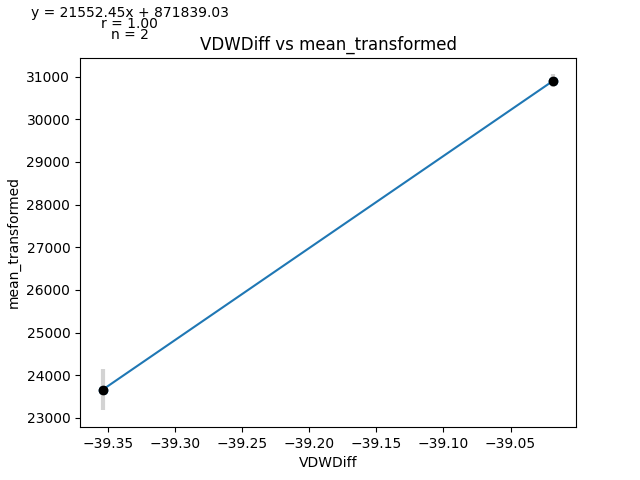 y = 21552.45x + 871839.03
r = 1.00
n = 2
VDWDiff vs mean_transformed
31000
30000
29000
28000
27000
26000
25000
24000
23000
mean_transformed
−39.35
−39.30
−39.25
−39.20
−39.15
−39.10
−39.05
VDWDiff